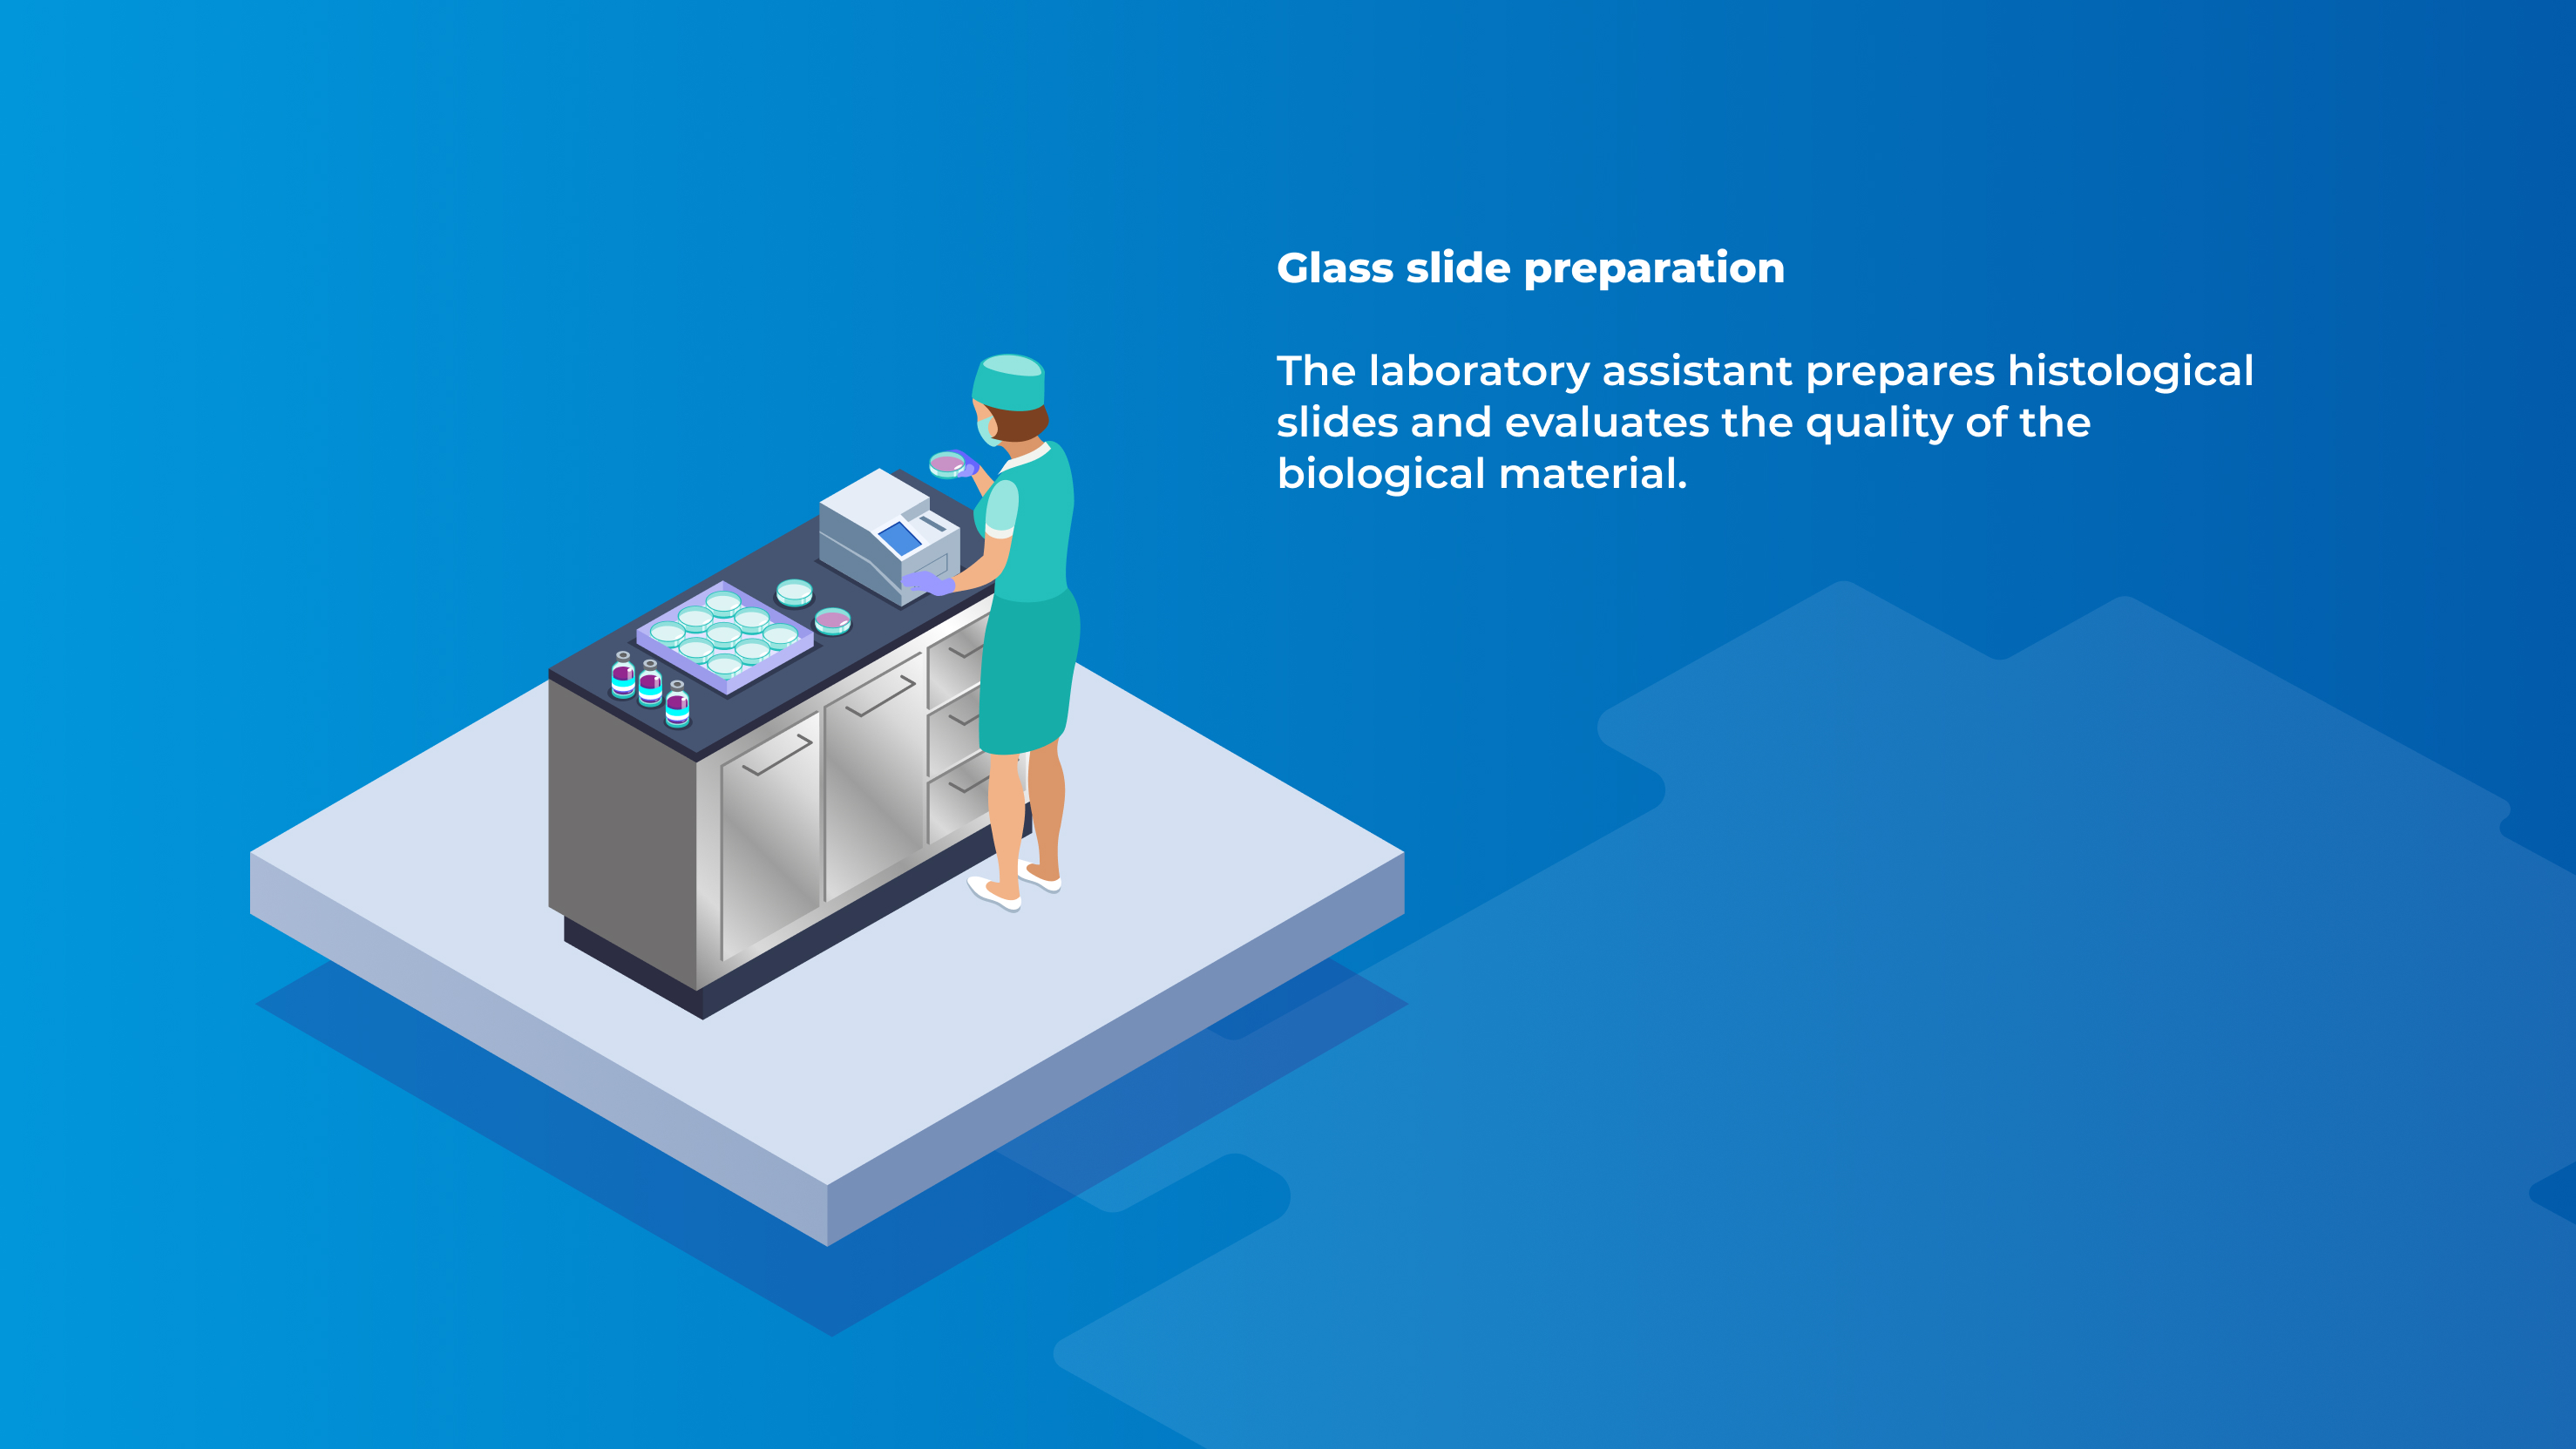 Glass slide preparation
The laboratory assistant prepares histological
slides and evaluates the quality of the
biological material.